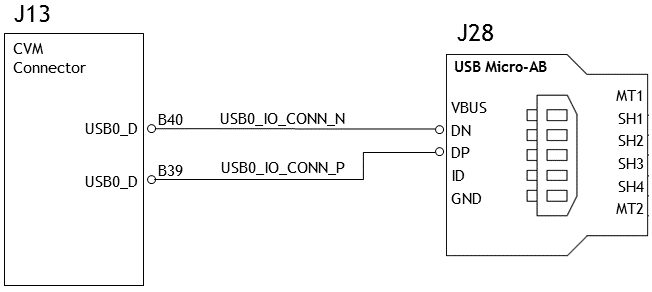 J13
CVM
Connector
USB0_D
B40
USB0_IO_CONN_N
USB0_D
B39
USB0_IO_CONN_P
J28
USB Micro-AB
VBUS
DN
DP
ID
GND
MT1
SH1
SH2
SH3
SH4
MT2